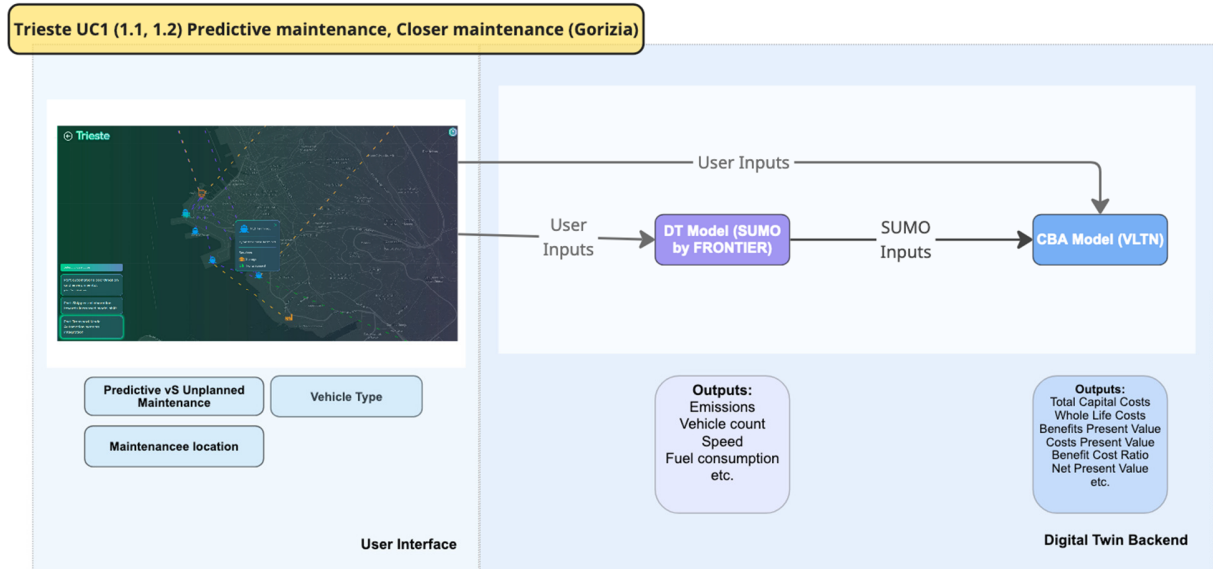 Trieste UC1 (1.1, 1.2) Predictive maintenance, Closer maintenance (Gorizia)
Trieste
User Inputs
User
Inputs
DT Model (SUMO
by FRONTIER)
SUMO
Inputs
CBA Model (VLTN)
Predictive vS Unplanned
Maintenance
Vehicle Type
Maintenancee location
Outputs:
Emissions
Vehicle count
Speed
Fuel consumption
etc.
Outputs:
Total Capital Costs
Whole Life Costs
Benefits Present Value
Costs Present Value
Benefit Cost Ratio
Net Present Value
etc.
User Interface
Digital Twin Backend